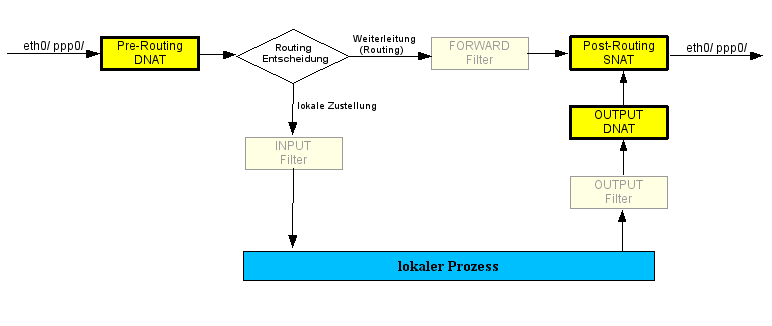 eth0/ ppp0/
Pre-Routing
DNAT
Routing
Entscheidung
Weiterleitung
(Routing)
FORWARD
Filter
Post-Routing
SNAT
eth0/ ppp0/
lokale Zustellung
INPUT
Filter
OUTPUT
DNAT
OUTPUT
Filter
lokaler Prozess